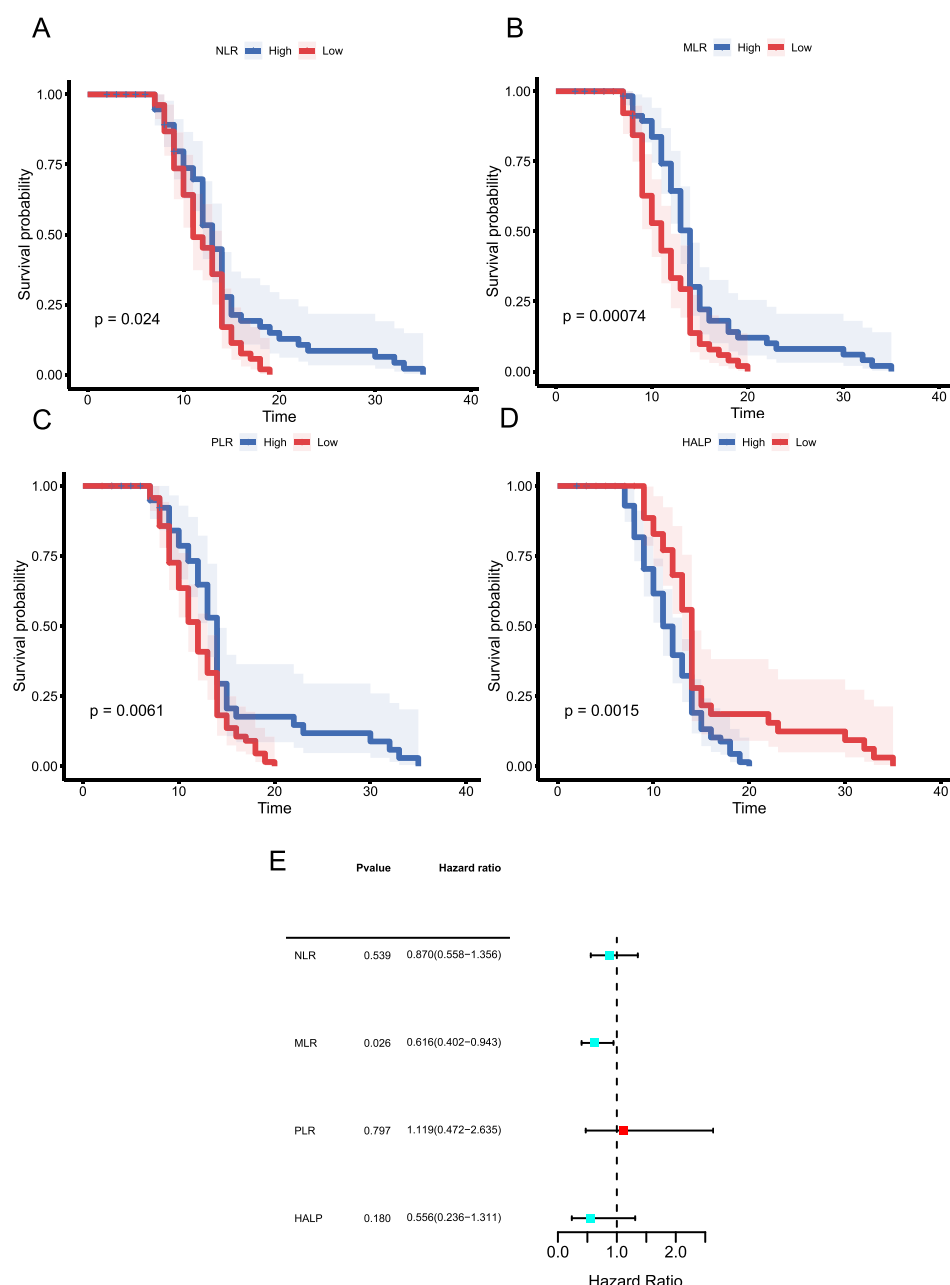 A
NLR High Low
1.00
0.75
0.50
0.25
0.00
Survival probability
p = 0.024
0 10 20 30 40
Time
B
MLR High Low
1.00
0.75
0.50
0.25
0.00
Survival probability
p = 0.00074
0 10 20 30 40
Time
C
PLR High Low
1.00
0.75
0.50
0.25
0.00
Survival probability
p = 0.0061
0 10 20 30 40
Time
D
HALP High Low
1.00
0.75
0.50
0.25
0.00
Survival probability
p = 0.0015
0 10 20 30 40
Time
E
Pvalue Hazard ratio
NLR 0.539 0.870(0.558−1.356)
MLR 0.026 0.616(0.402−0.943)
PLR 0.797 1.119(0.472−2.635)
HALP 0.180 0.556(0.236−1.311)
0.0 1.0 2.0
Hazard Ratio